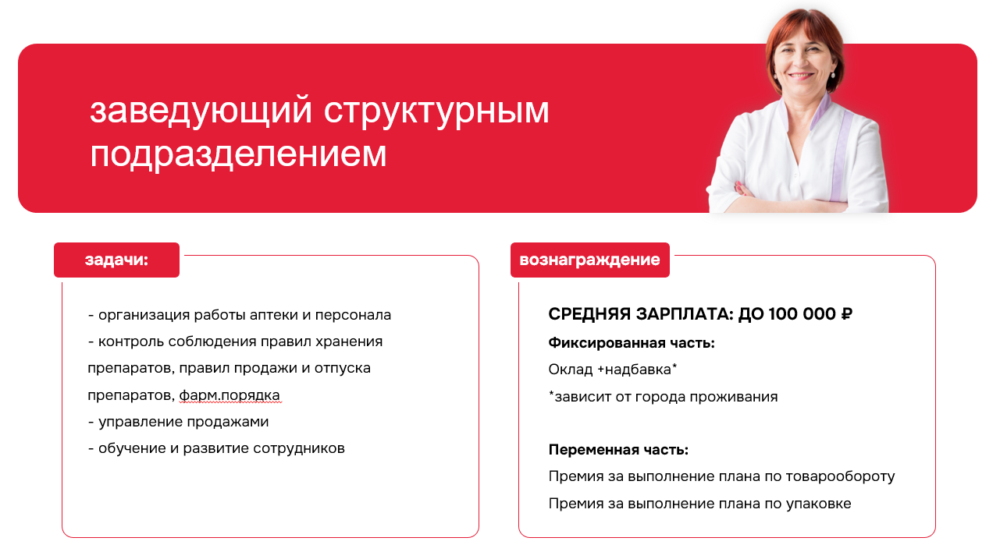 заведующий структурным
подразделением
задачи:
- организация работы аптеки и персонала
- контроль соблюдения правил хранения
препаратов, правил продажи и отпуска
препаратов, фарм.порядка
- управление продажами
- обучение и развитие сотрудников
вознаграждение
СРЕДНЯЯ ЗАРПЛАТА: ДО 100 000 ₽
Фиксированная часть:
Оклад +надбавка*
*зависит от города проживания
Переменная часть:
Премия за выполнение плана по товарообороту
Премия за выполнение плана по упаковке